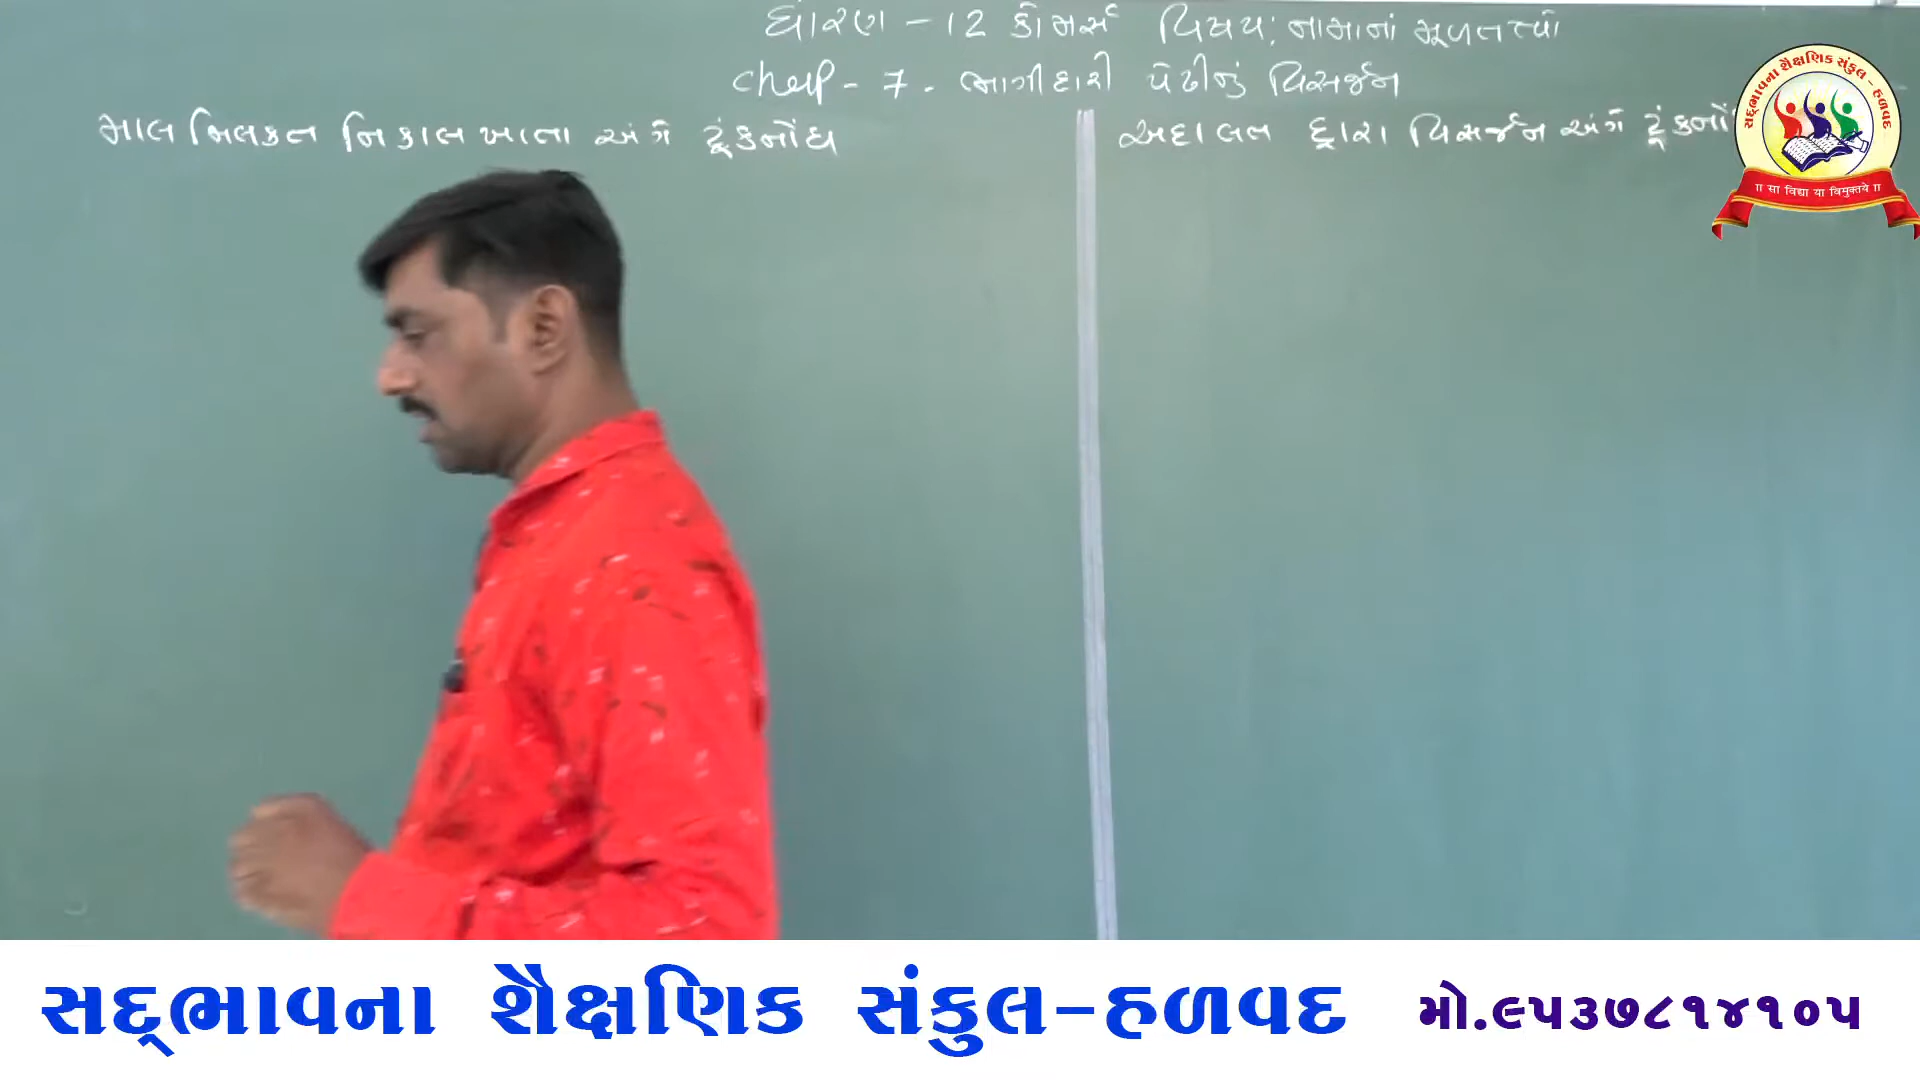 ધોરણ - 12 કોમર્સ વિષય: નામાનાં મૂળતત્ત્વો
chap - 7. ભાગીદારી પેઢીનું વિસર્જન
માલ મિલકત નિકાલ ખાતા અંગે ટૂંકનોંધ
અદાલત દ્વારા વિસર્જન અંગે ટૂંકનોં
સદ્ભાવના શૈક્ષણિક સંકુલ - હળવદ
॥ सा विद्या या विमुक्तये ॥
સદ્ભાવના શૈક્ષણિક સંકુલ-હળવદ મો.૯૫૩૭૮૧૪૧૦૫